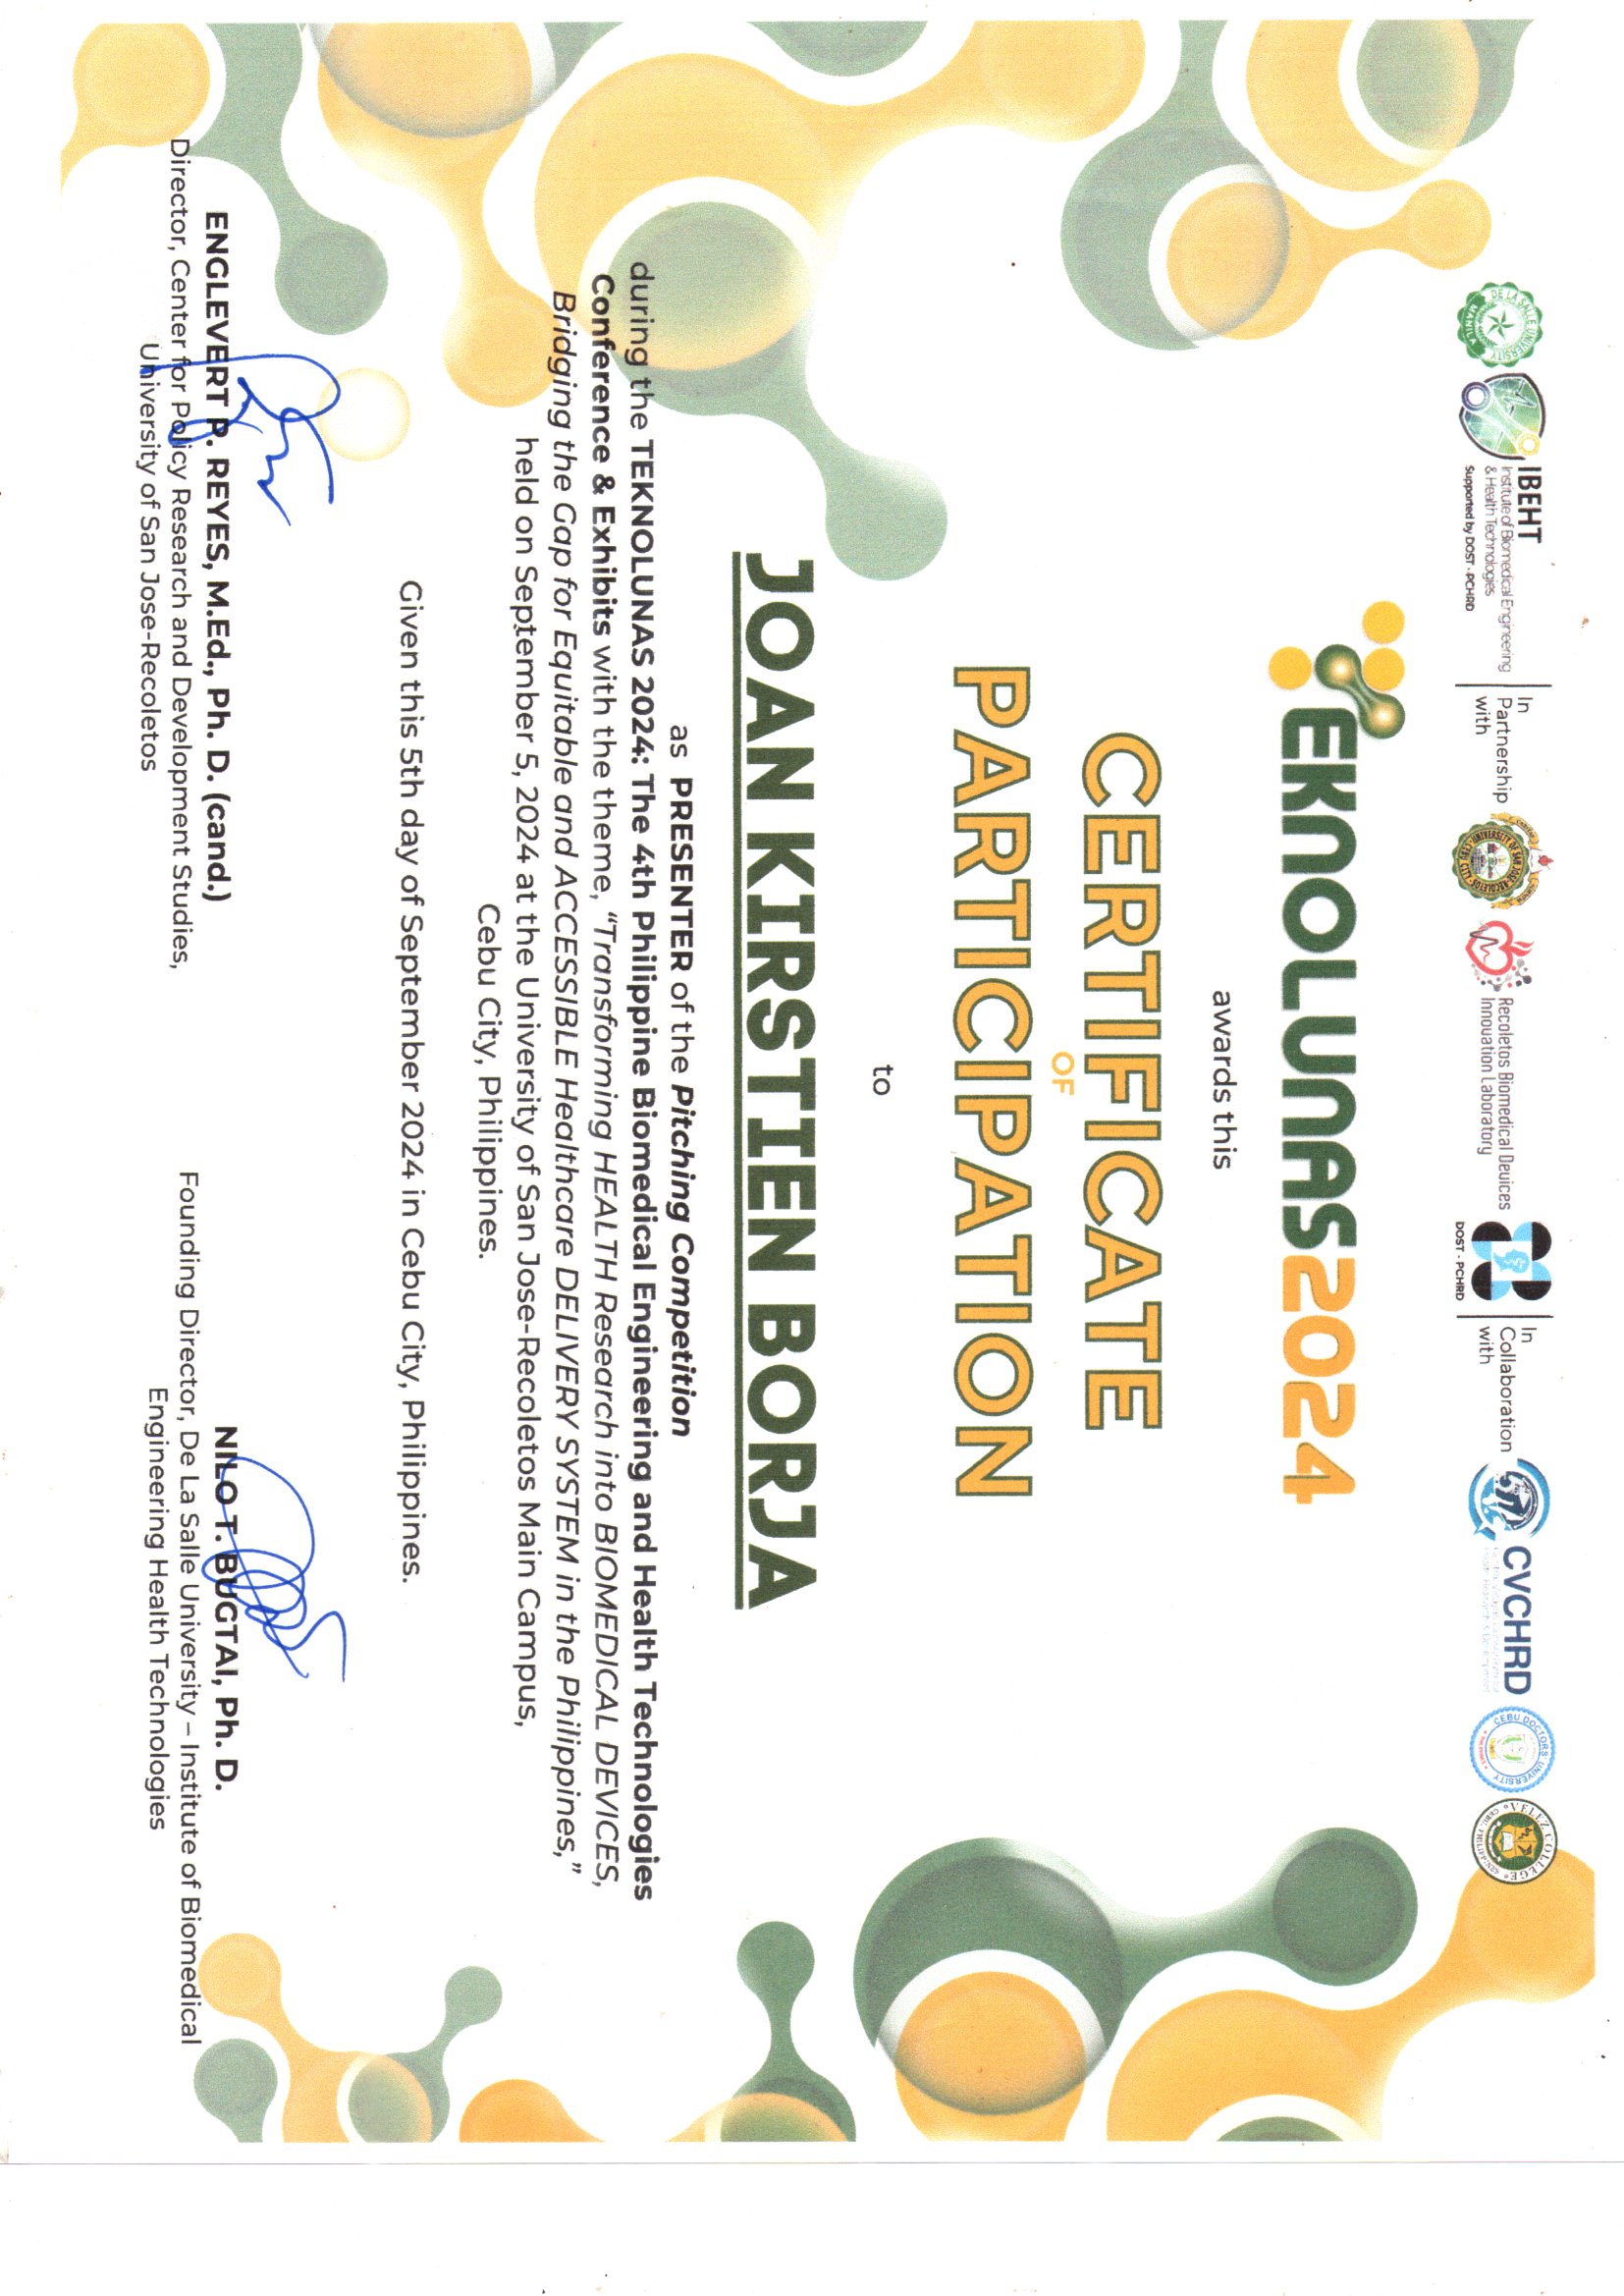 DE LA SALLE UNIVERSITY
MANILA
IBEHT
Institute of Biomedical Engineering
& Health Technologies
Supported by DOST - PCHRD
In
Partnership
with
UNIVERSITY OF SAN JOSE-RECOLETOS
CEBU CITY
Recoletos Biomedical Devices
Innovation Laboratory
DOST - PCHRD
In
Collaboration
with
CVCHRD
CEBU DOCTORS' UNIVERSITY
PHILIPPINES
VELEZ COLLEGE
CEBU, PHILIPPINES
TEKNOLUNAS2024
awards this
CERTIFICATE
OF
PARTICIPATION
to
JOAN KIRSTIEN BORJA
as PRESENTER of the Pitching Competition
during the TEKNOLUNAS 2024: The 4th Philippine Biomedical Engineering and Health Technologies
Conference & Exhibits with the theme, “Transforming HEALTH Research into BIOMEDICAL DEVICES,
Bridging the Gap for Equitable and ACCESSIBLE Healthcare DELIVERY SYSTEM in the Philippines,”
held on September 5, 2024 at the University of San Jose-Recoletos Main Campus,
Cebu City, Philippines.
Given this 5th day of September 2024 in Cebu City, Philippines.
ENGLEVERT P. REYES, M.Ed., Ph. D. (cand.)
Director, Center for Policy Research and Development Studies,
University of San Jose-Recoletos
NILO T. BUGTAI, Ph. D.
Founding Director, De La Salle University – Institute of Biomedical
Engineering Health Technologies